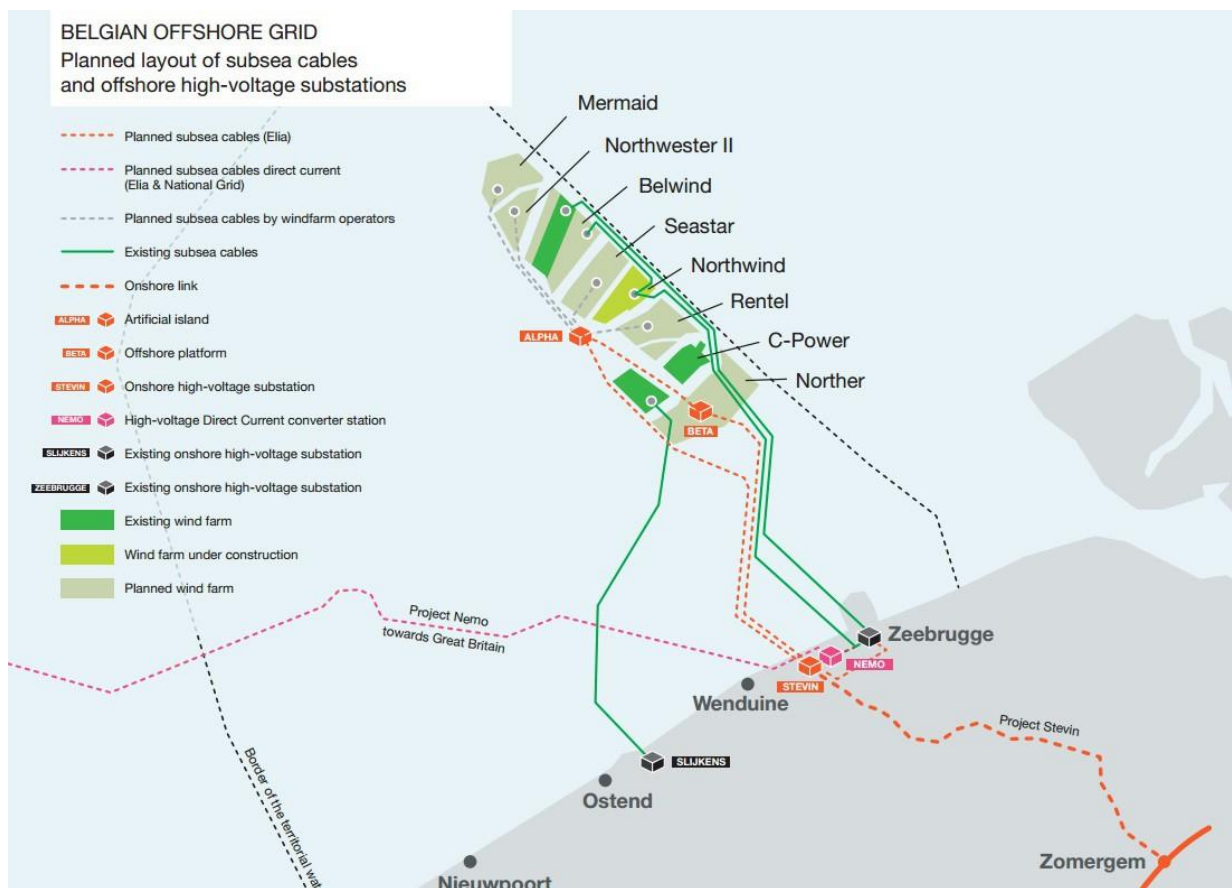 BELGIAN OFFSHORE GRID
Planned layout of subsea cables
and offshore high-voltage substations
Planned subsea cables (Elia)
Planned subsea cables direct current
(Elia & National Grid)
Planned subsea cables by windfarm operators
Existing subsea cables
Onshore link
ALPHA Artificial island
BETA Offshore platform
STEVIN Onshore high-voltage substation
NEMO High-voltage Direct Current converter station
SLIJKENS Existing onshore high-voltage substation
ZEEBRUGGE Existing onshore high-voltage substation
Existing wind farm
Wind farm under construction
Planned wind farm
Mermaid
Northwester II
Belwind
Seastar
Northwind
Rentel
C-Power
Norther
ALPHA
BETA
Project Nemo
towards Great Britain
Zeebrugge
NEMO
STEVIN
Wenduine
Project Stevin
SLIJKENS
Ostend
Border of the territorial wat
Zomergem
Nieuwpoort